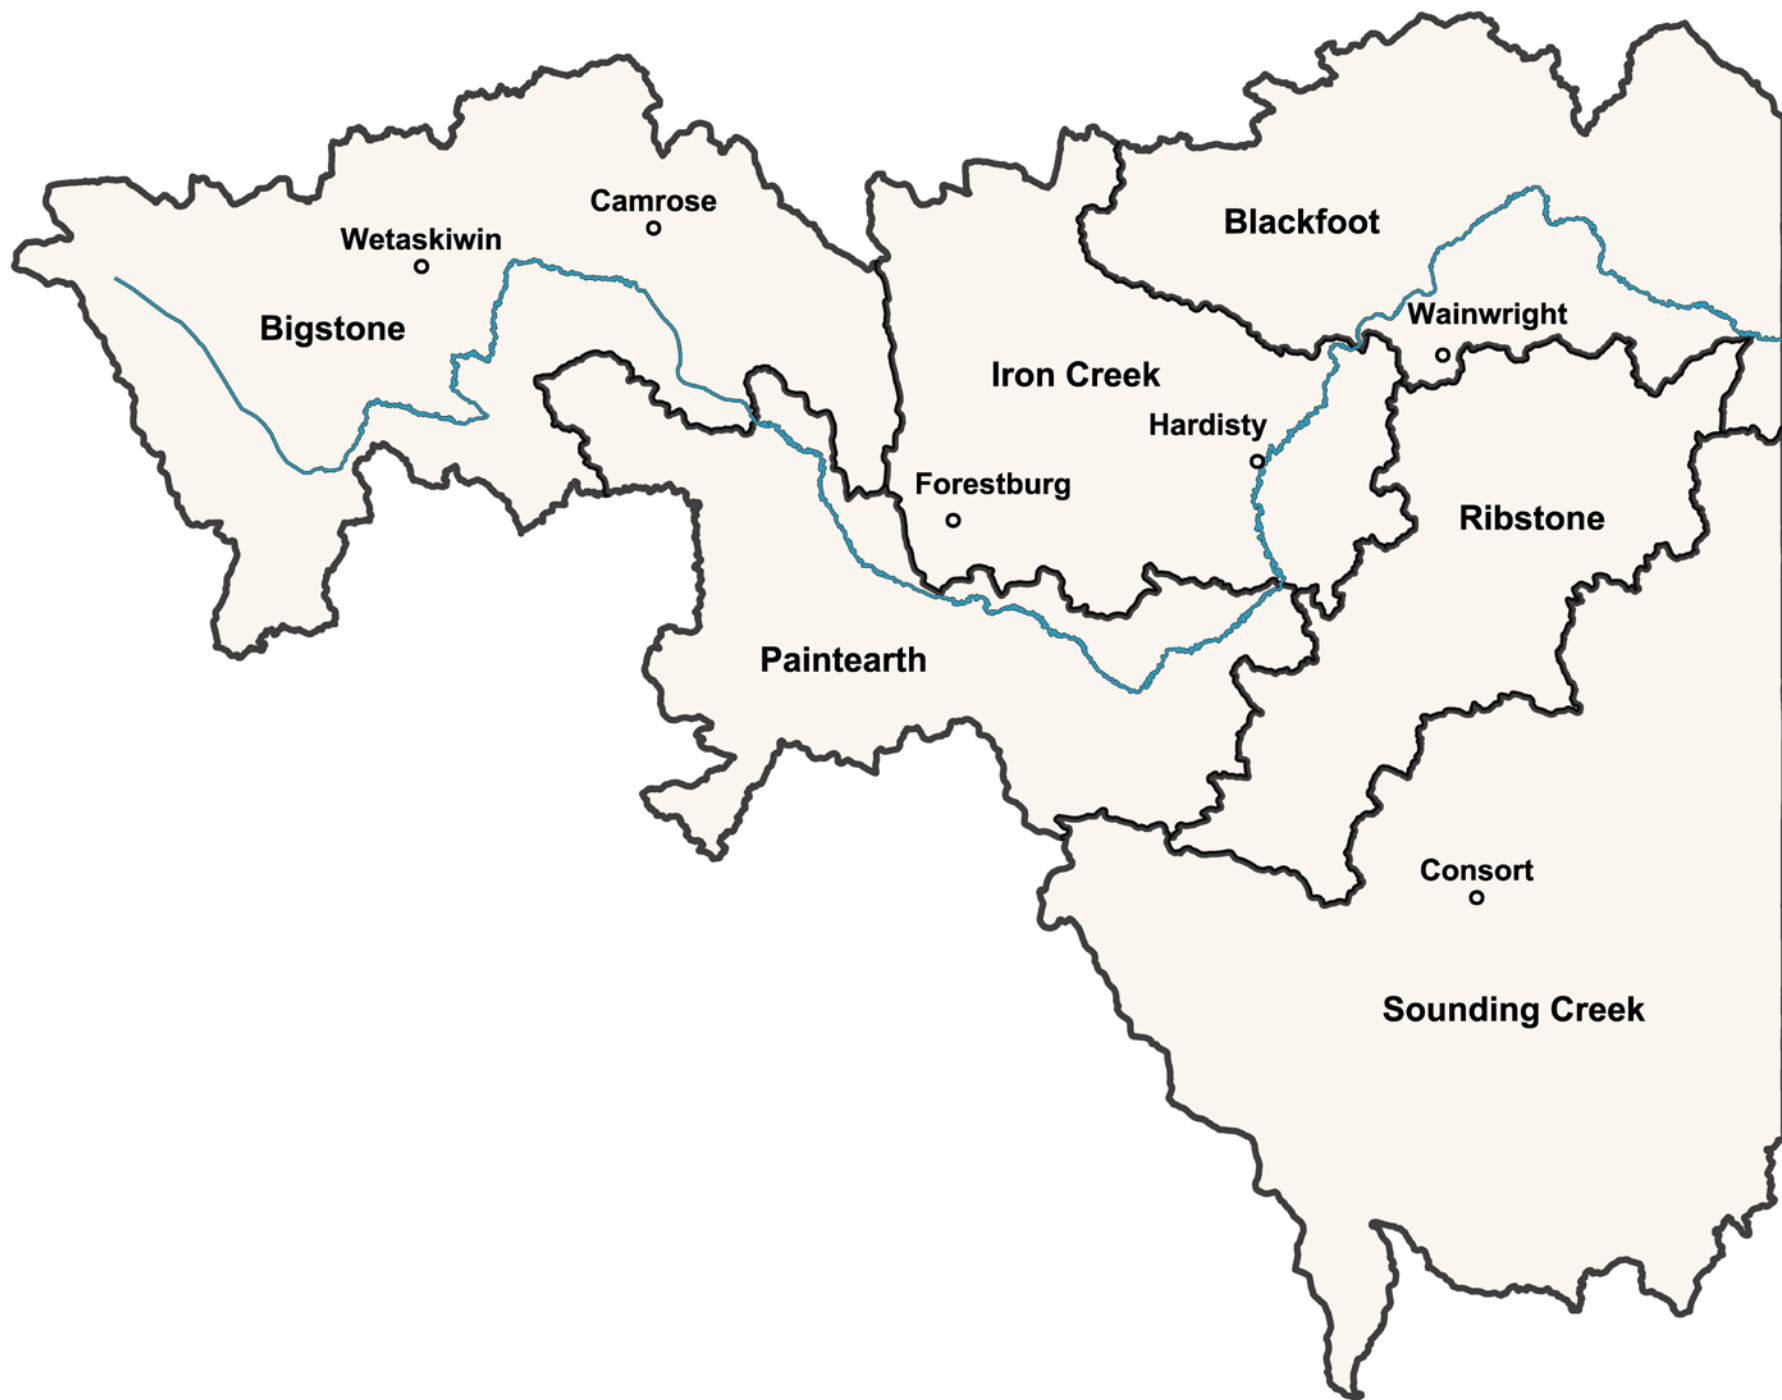 Camrose
Blackfoot
Wetaskiwin
Wainwright
Bigstone
Iron Creek
Hardisty
Forestburg
Ribstone
Paintearth
Consort
Sounding Creek